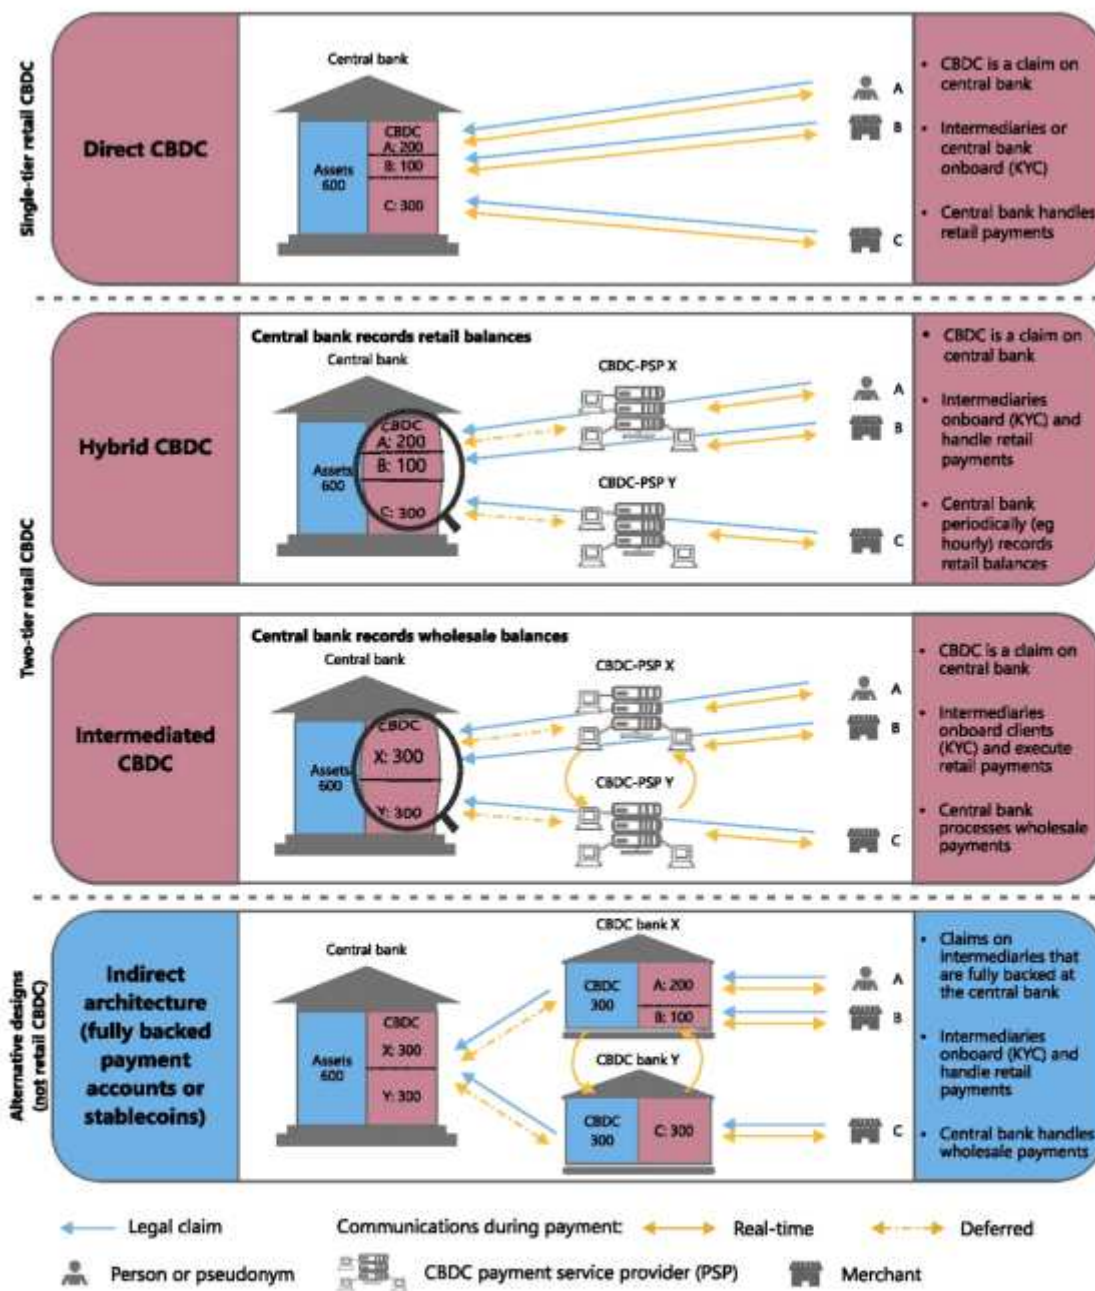 Single-tier retail CBDC
Direct CBDC
Central bank
Assets
600
CBDC
A: 200
B: 100
C: 300
A
B
C
• CBDC is a claim on
central bank
• Intermediaries or
central bank
onboard (KYC)
• Central bank handles
retail payments
Two-tier retail CBDC
Hybrid CBDC
Central bank records retail balances
Central bank
Assets
600
CBDC
A: 200
B: 100
C: 300
CBDC-PSP X
CBDC-PSP Y
A
B
C
• CBDC is a claim on
central bank
• Intermediaries
onboard (KYC) and
handle retail
payments
• Central bank
periodically (eg
hourly) records
retail balances
Intermediated
CBDC
Central bank records wholesale balances
Central bank
Assets
600
CBDC
X: 300
Y: 300
CBDC-PSP X
CBDC-PSP Y
A
B
C
• CBDC is a claim on
central bank
• Intermediaries
onboard clients
(KYC) and execute
retail payments
• Central bank
processes wholesale
payments
Alternative designs
(not retail CBDC)
Indirect
architecture
(fully backed
payment
accounts or
stablecoins)
Central bank
Assets
600
CBDC
X: 300
Y: 300
CBDC bank X
CBDC
300
A: 200
B: 100
CBDC bank Y
CBDC
300
C: 300
A
B
C
• Claims on
intermediaries that
are fully backed at
the central bank
• Intermediaries
onboard (KYC) and
handle retail
payments
• Central bank handles
wholesale payments
Legal claim
Communications during payment:
Real-time
Deferred
Person or pseudonym
CBDC payment service provider (PSP)
Merchant